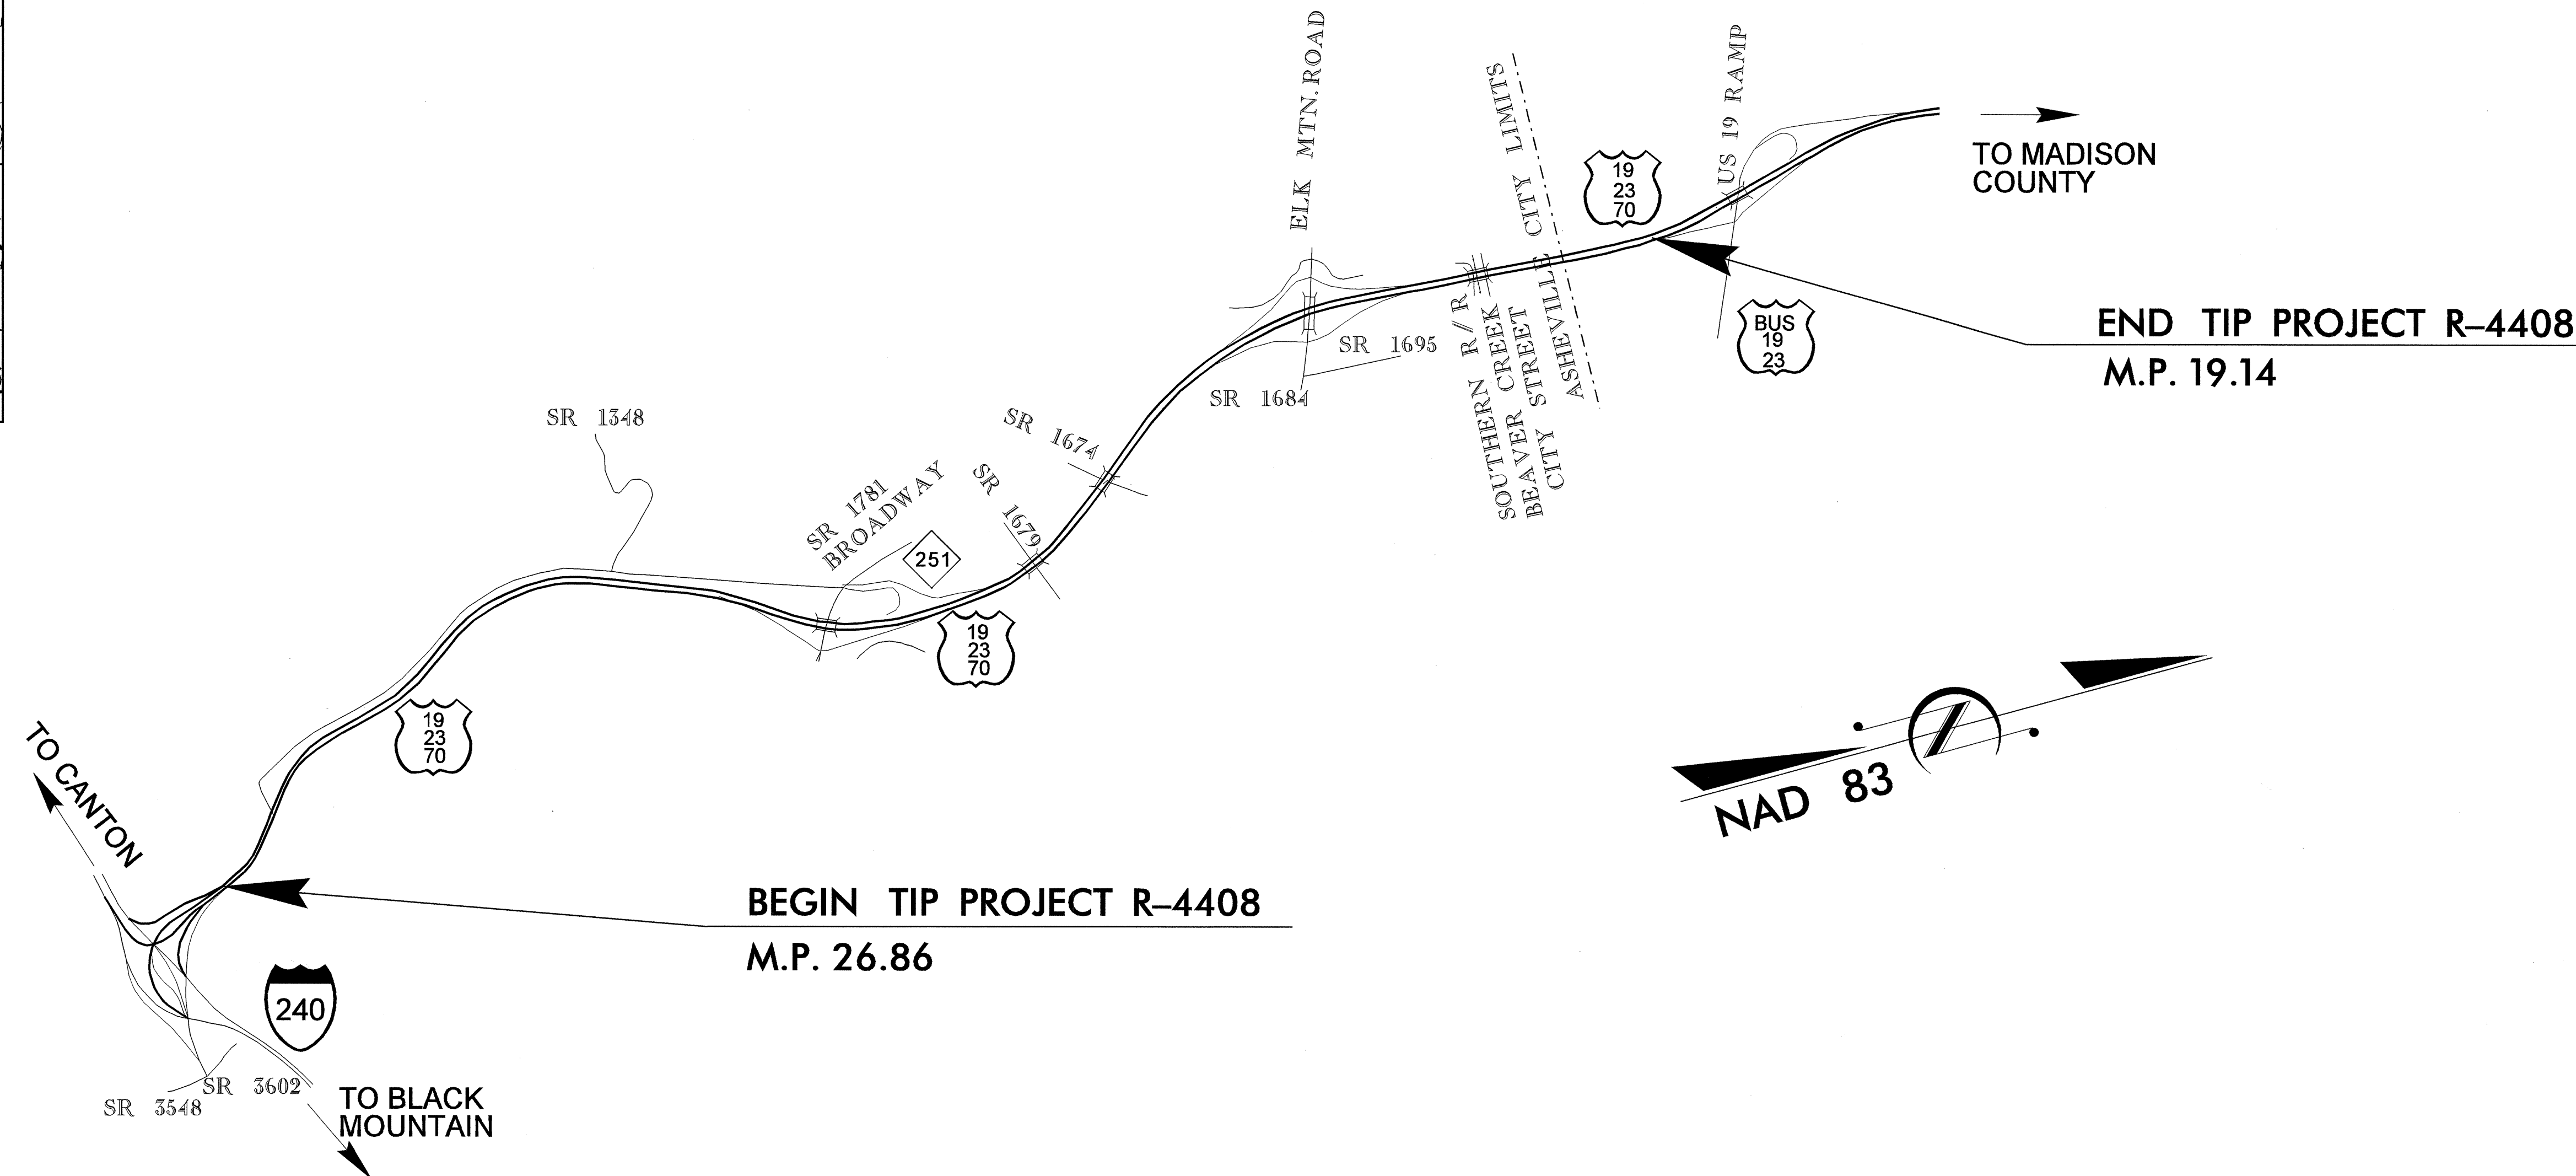 ELK MTN. ROAD
ASHEVILLE CITY LIMITS
US 19 RAMP
19
23
70
TO MADISON
COUNTY
BUS
19
23
END TIP PROJECT R–4408
M.P. 19.14
SR 1695
SR 1684
SOUTHERN R//R
BEAVER CREEK
CITY STREET
SR 1348
SR 1674
SR 1679
SR 1781
BROADWAY
251
19
23
70
19
23
70
NAD 83
TO CANTON
BEGIN TIP PROJECT R–4408
M.P. 26.86
240
SR 3602
SR 3548
TO BLACK
MOUNTAIN